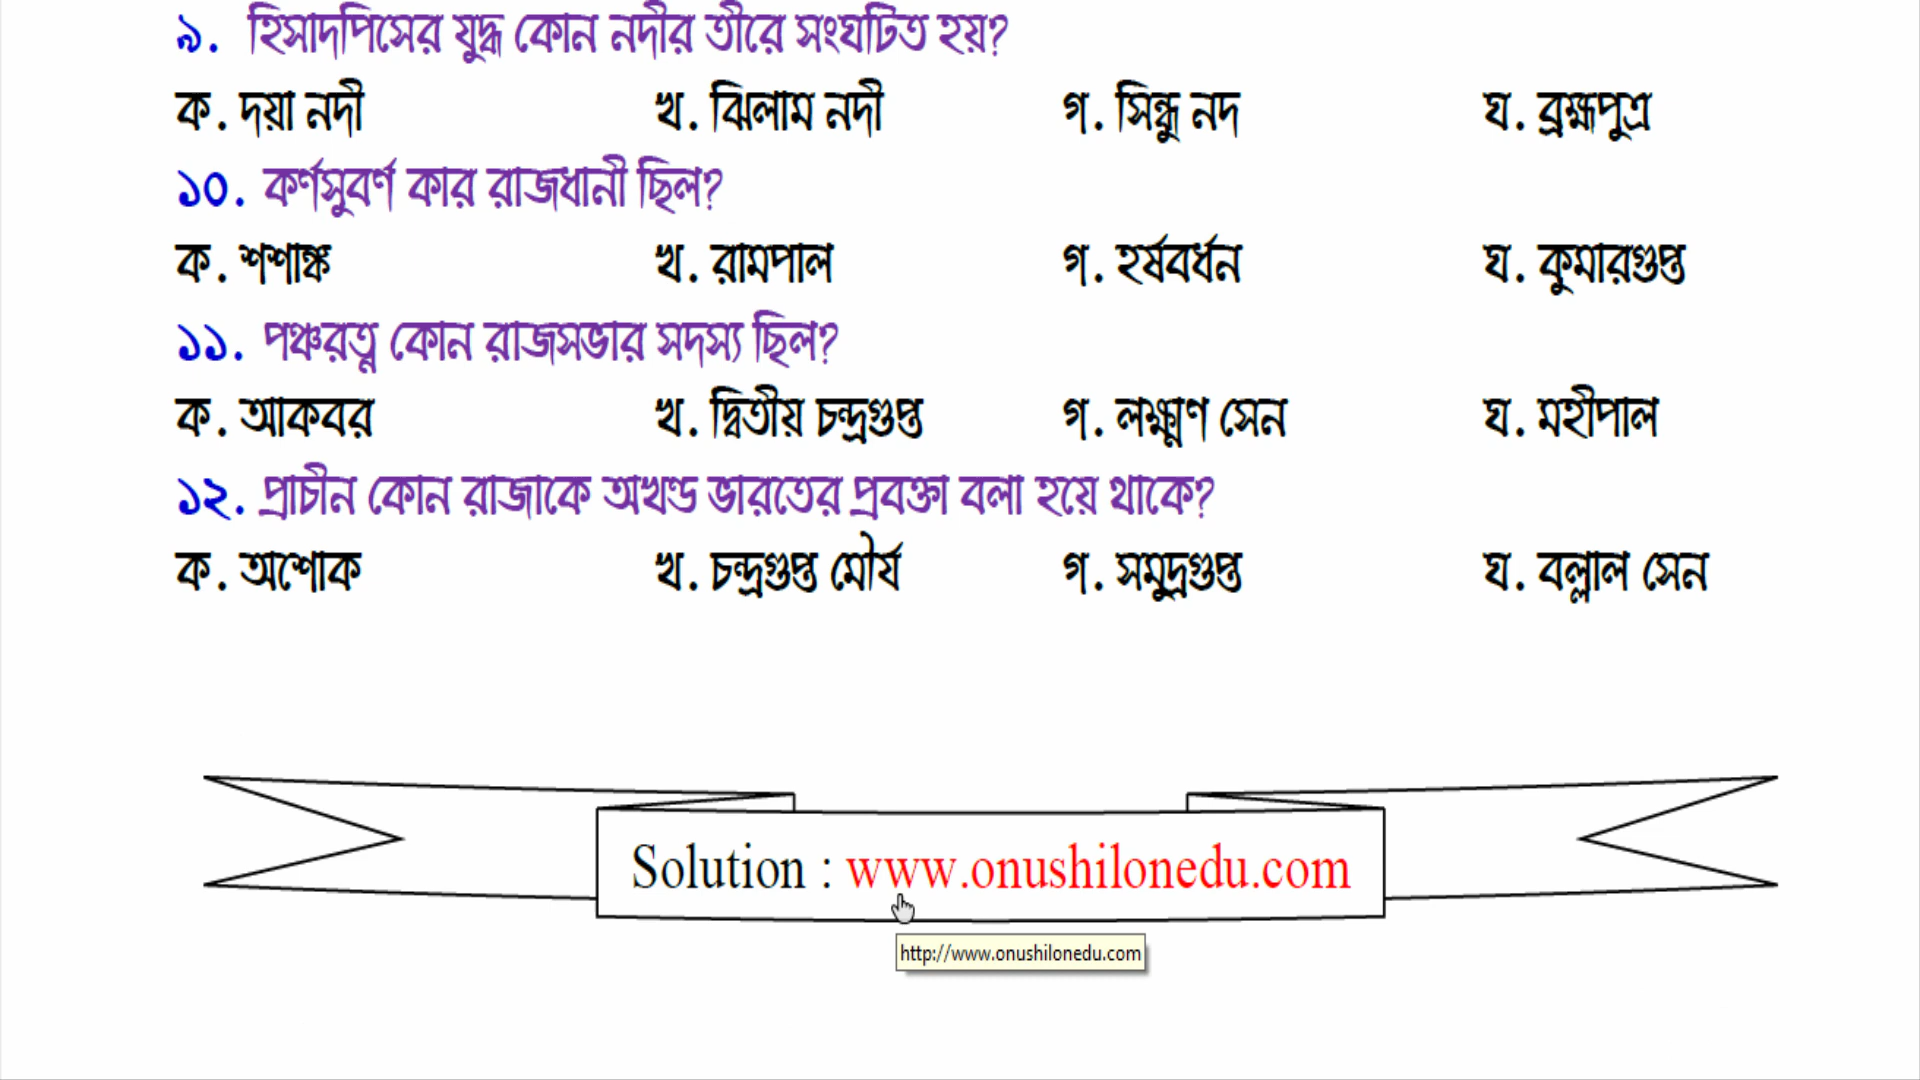 ৯. হিসাদপিসের যুদ্ধ কোন নদীর তীরে সংঘটিত হয়?
ক. দয়া নদী খ. ঝিলাম নদী গ. সিন্ধু নদ ঘ. ব্রহ্মপুত্র
১০. কর্ণসুবর্ণ কার রাজধানী ছিল?
ক. শশাঙ্ক খ. রামপাল গ. হর্ষবর্ধন ঘ. কুমারগুপ্ত
১১. পঞ্চরত্ন কোন রাজসভার সদস্য ছিল?
ক. আকবর খ. দ্বিতীয় চন্দ্রগুপ্ত গ. লক্ষ্মণ সেন ঘ. মহীপাল
১২. প্রাচীন কোন রাজাকে অখন্ড ভারতের প্রবক্তা বলা হয়ে থাকে?
ক. অশোক খ. চন্দ্রগুপ্ত মৌর্য গ. সমুদ্রগুপ্ত ঘ. বল্লাল সেন
Solution : www.onushilonedu.com
http://www.onushilonedu.com